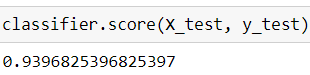 classifier.score(X_test, y_test)
0.9396825396825397